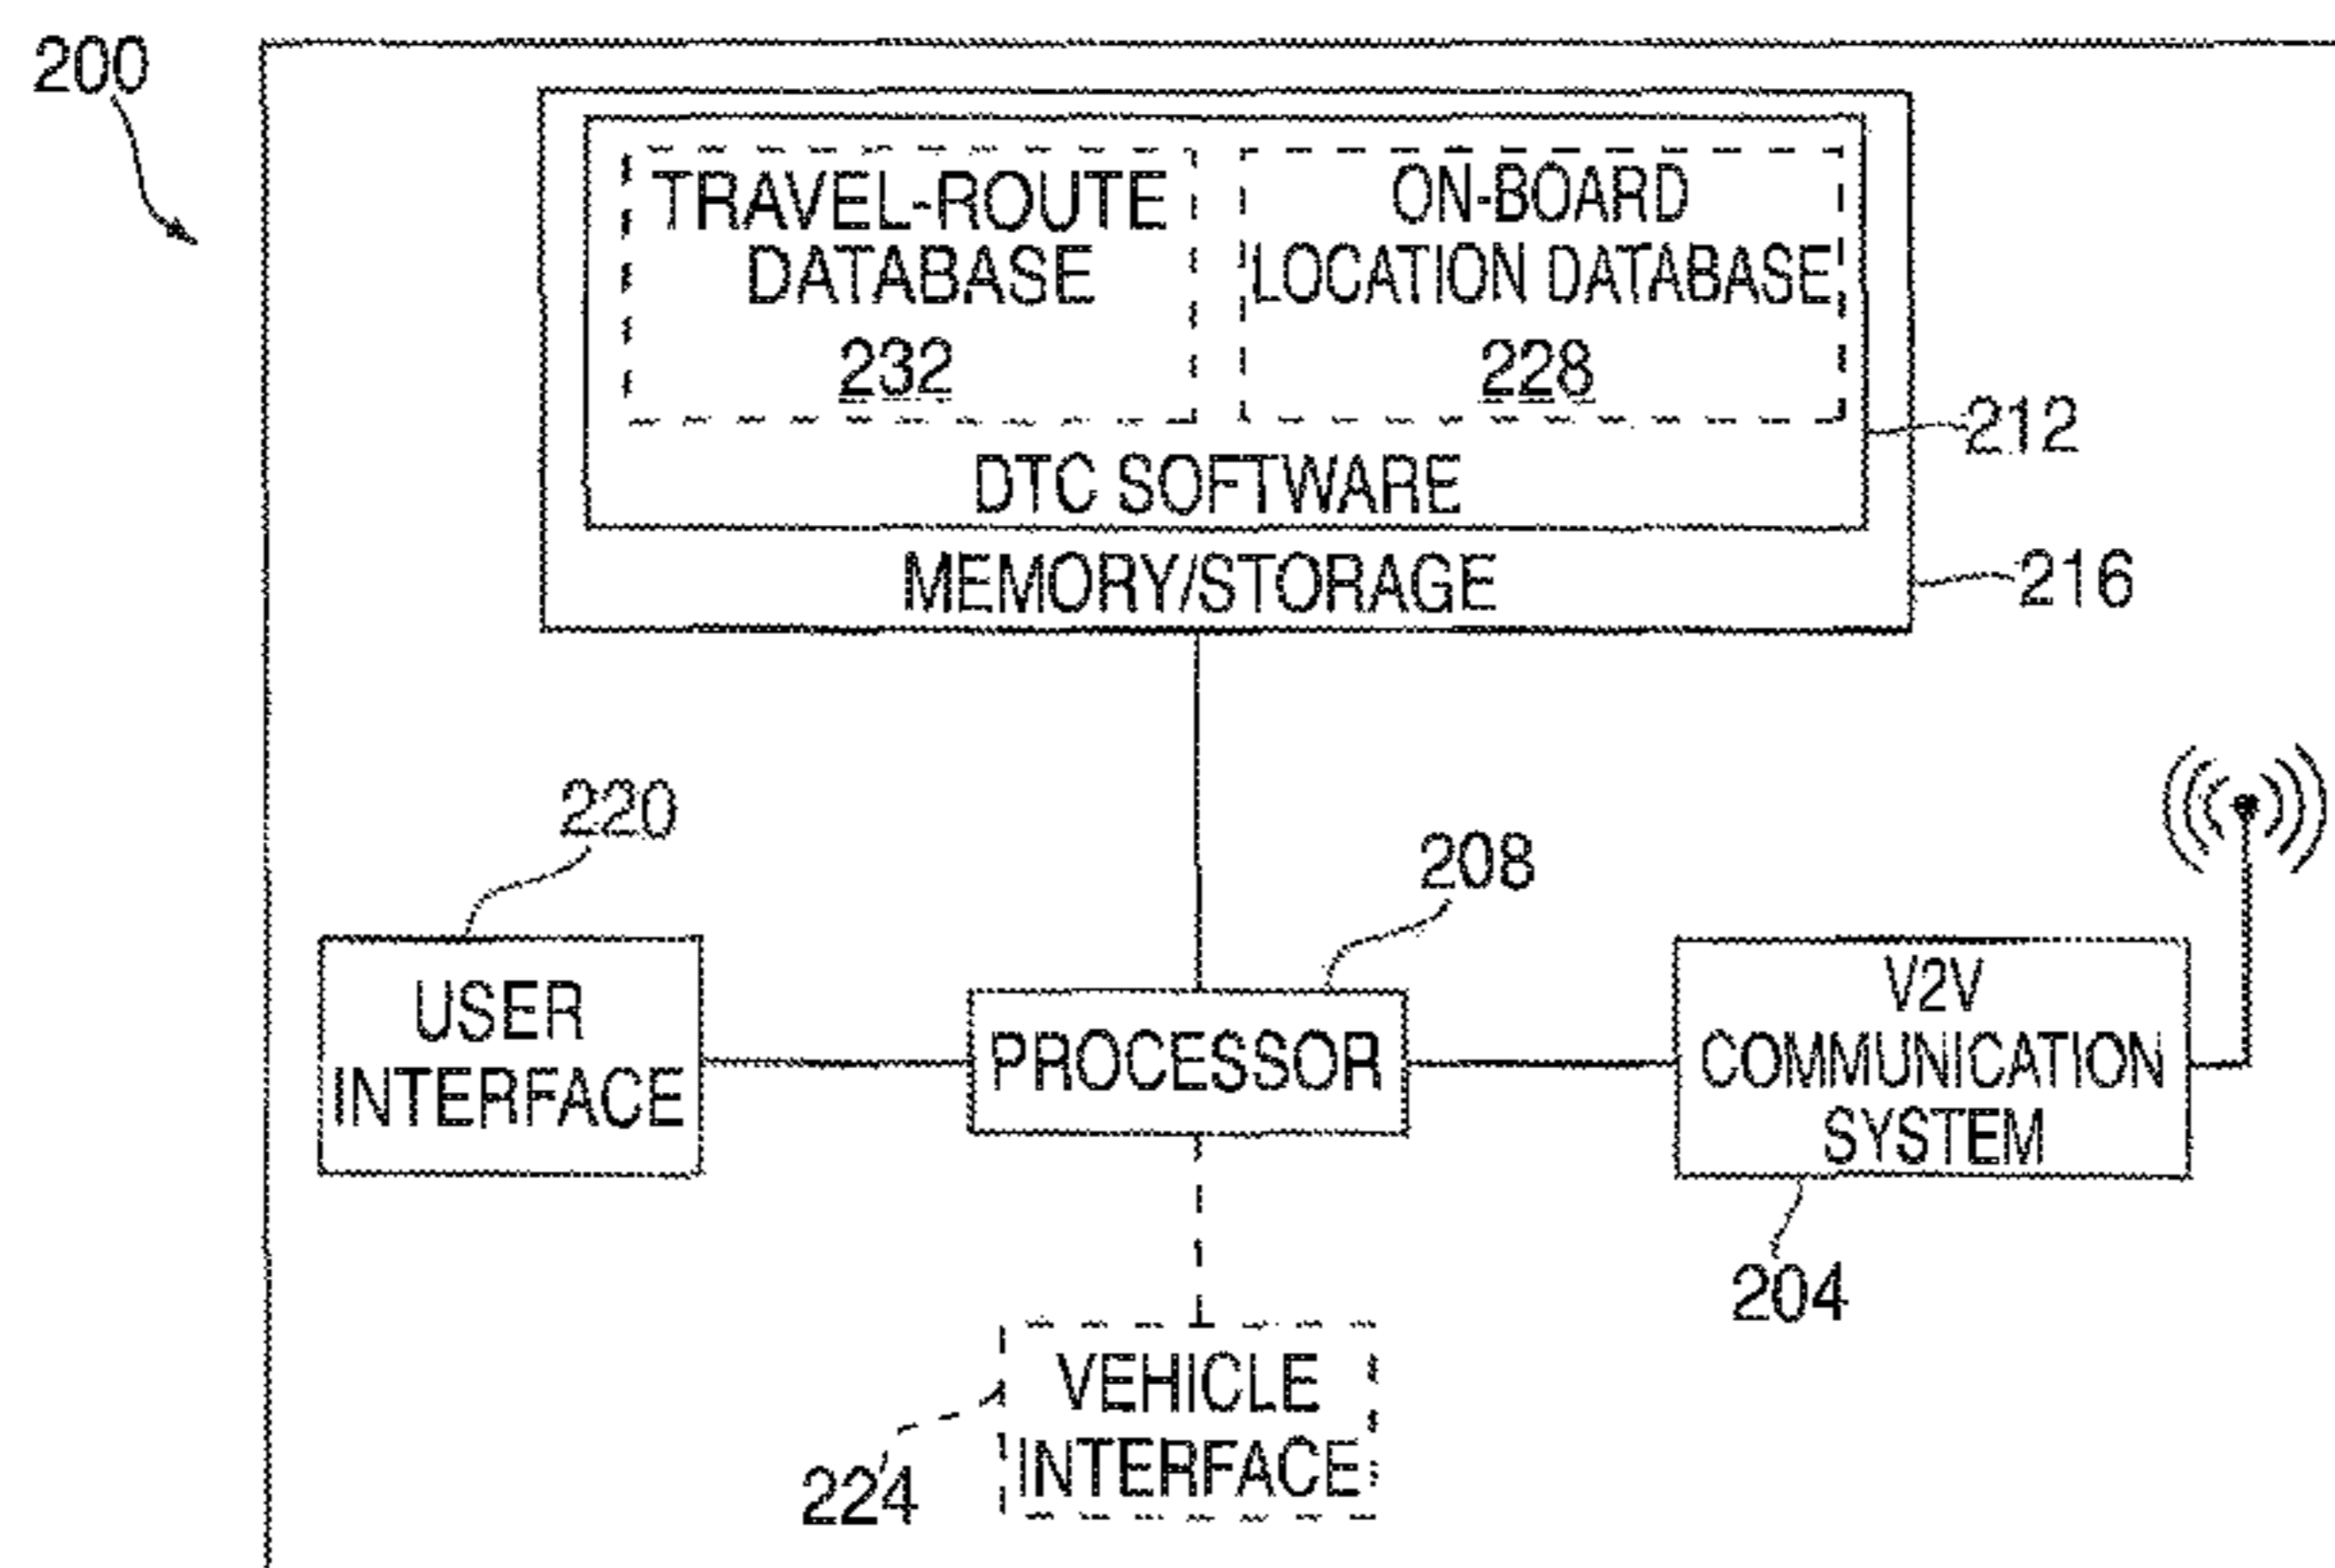 200
TRAVEL-ROUTE
DATABASE
232
ON-BOARD
LOCATION DATABASE
228
212
DTC SOFTWARE
MEMORY/STORAGE
216
220
208
USER
INTERFACE
PROCESSOR
V2V
COMMUNICATION
SYSTEM
204
VEHICLE
INTERFACE
224